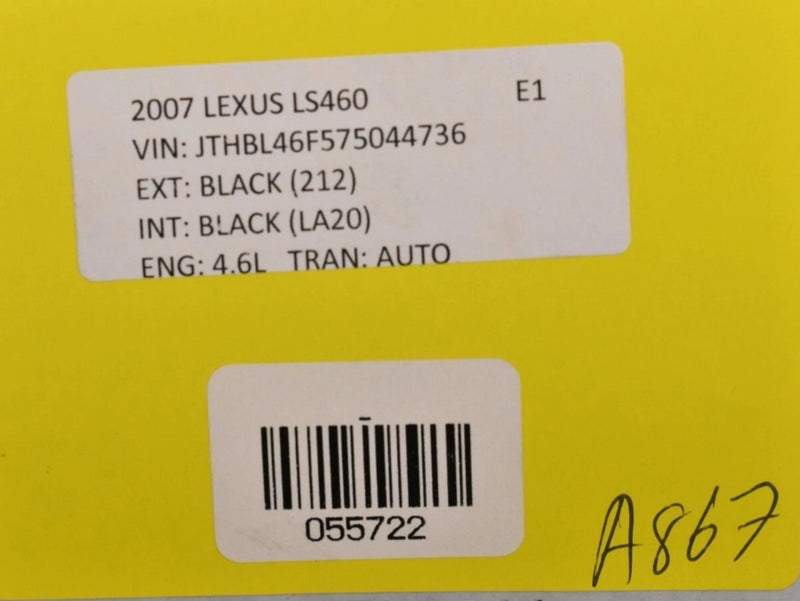 2007 LEXUS LS460 E1
VIN: JTHBL46F575044736
EXT: BLACK (212)
INT: BLACK (LA20)
ENG: 4.6L TRAN: AUTO
055722
A867